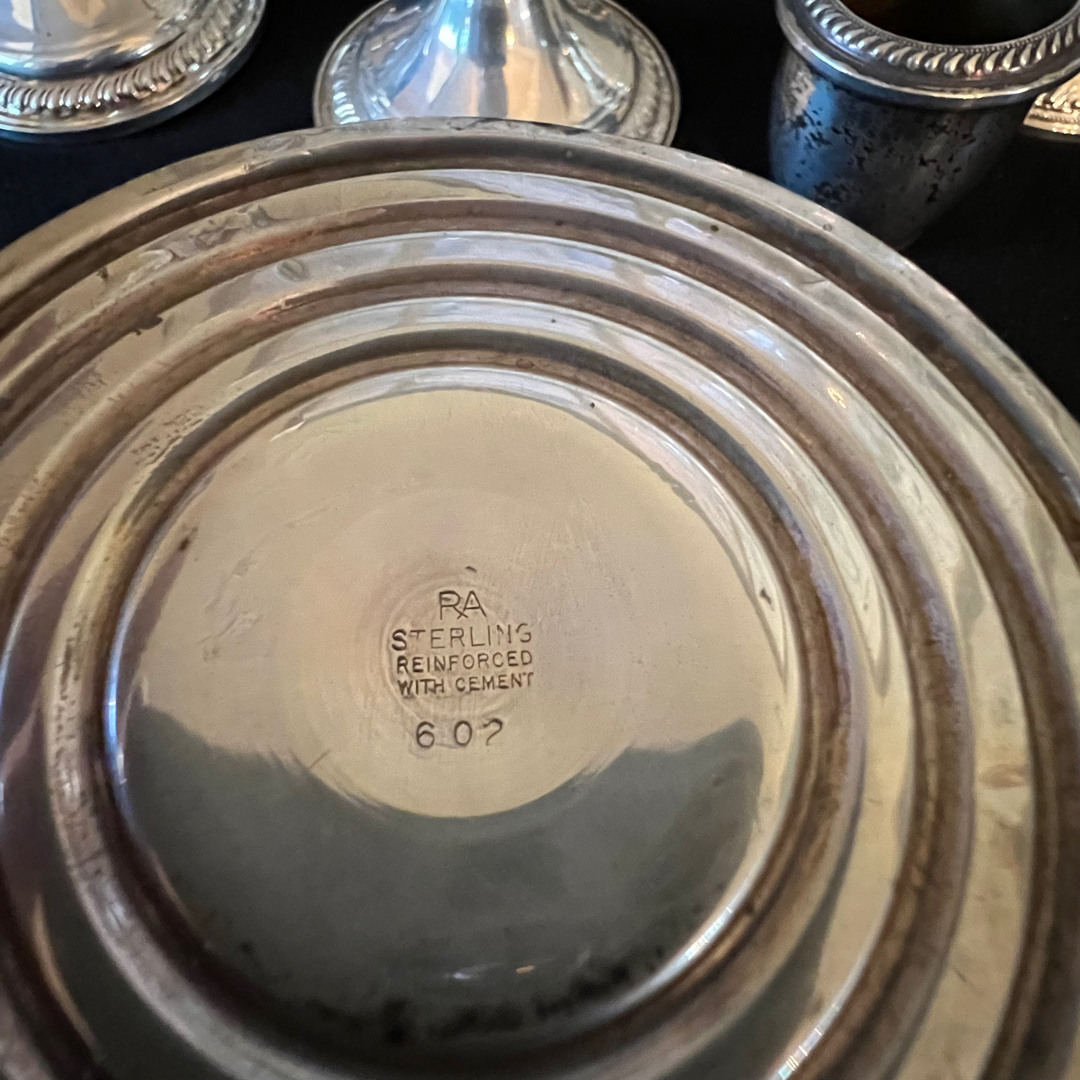 RA
STERLING
REINFORCED
WITH CEMENT
607